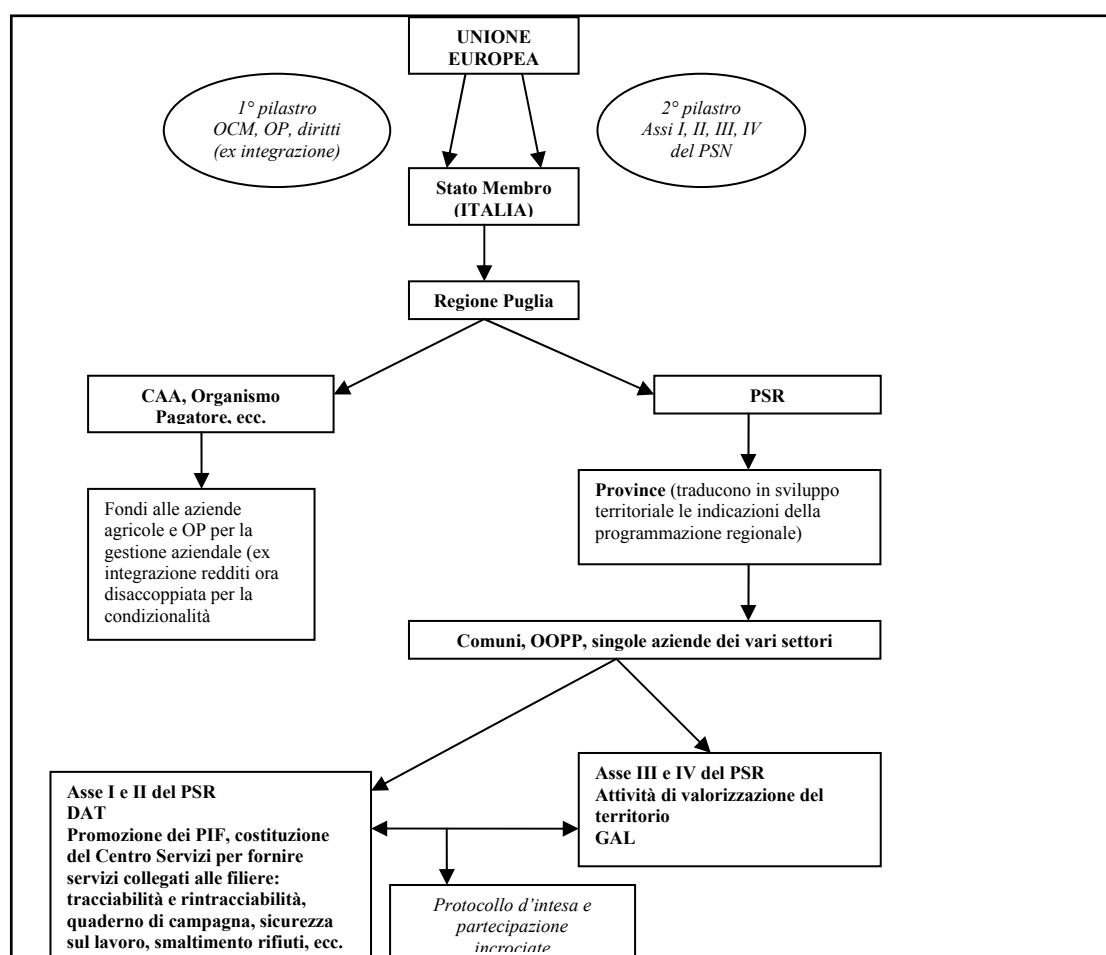 UNIONE
EUROPEA
1° pilastro
OCM, OP, diritti
(ex integrazione)
2° pilastro
Assi I, II, III, IV
del PSN
Stato Membro
(ITALIA)
Regione Puglia
CAA, Organismo
Pagatore, ecc.
PSR
Fondi alle aziende
agricole e OP per la
gestione aziendale (ex
integrazione redditi ora
disaccoppiata per la
condizionalità
Province (traducono in sviluppo
territoriale le indicazioni della
programmazione regionale)
Comuni, OOPP, singole aziende dei vari settori
Asse I e II del PSR
DAT
Promozione dei PIF, costituzione
del Centro Servizi per fornire
servizi collegati alle filiere:
tracciabilità e rintracciabilità,
quaderno di campagna, sicurezza
sul lavoro, smaltimento rifiuti, ecc.
Asse III e IV del PSR
Attività di valorizzazione del
territorio
GAL
Protocollo d'intesa e
partecipazione
incrociate